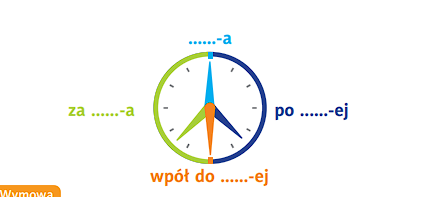 ......-a
za ......-a
po ......-ej
wpół do ......-ej
Wymowa